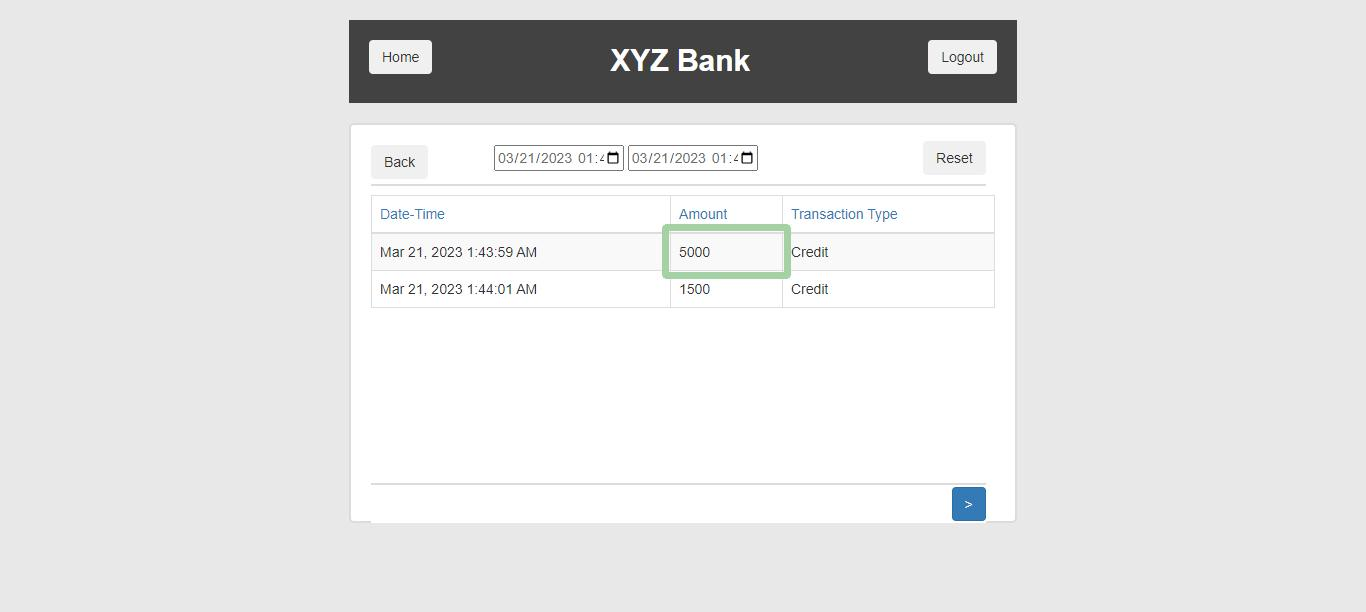 Home XYZ Bank Logout
Back 03/21/2023 01:4 03/21/2023 01:4 Reset
Date-Time Amount Transaction Type
Mar 21, 2023 1:43:59 AM 5000 Credit
Mar 21, 2023 1:44:01 AM 1500 Credit
>